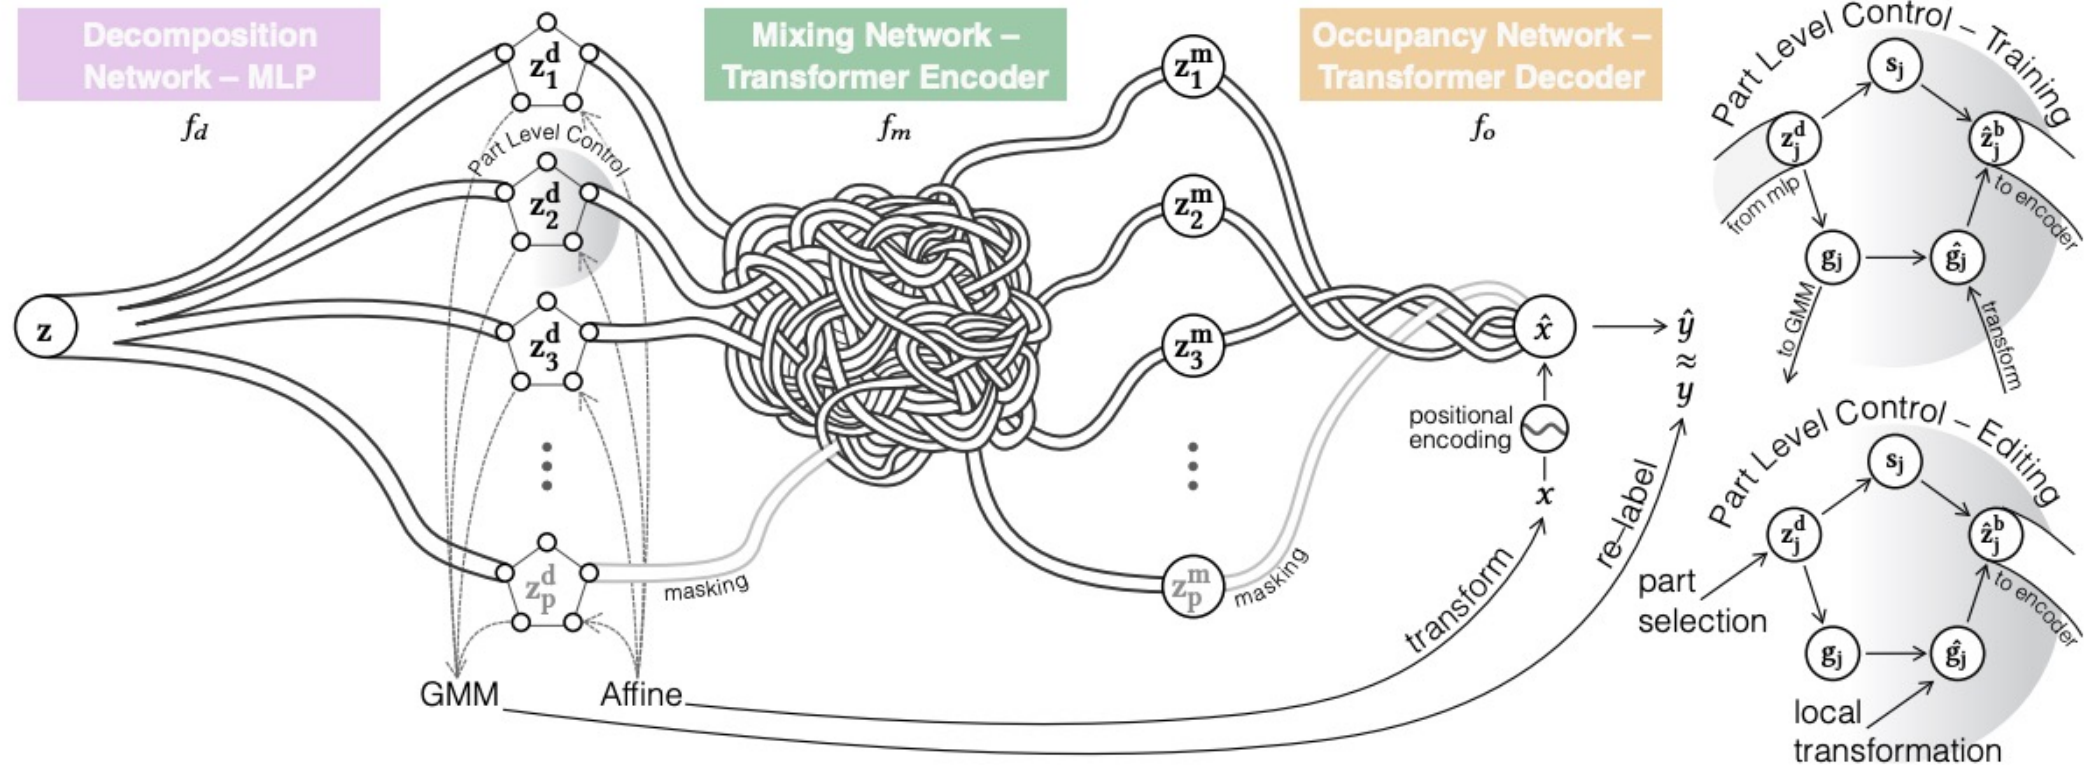 Decomposition
Network – MLP
f_d
Mixing Network –
Transformer Encoder
f_m
Occupancy Network –
Transformer Decoder
f_o
z
z_1^d
Part Level Control
z_2^d
z_3^d
z_p^d
masking
GMM
Affine
z_1^m
z_2^m
z_3^m
z_p^m
masking
x̂
ŷ
≈
y
positional
encoding
x
transform
re–label
Part Level Control – Training
s_j
z_j^d
ẑ_j^b
from mlp
to encoder
g_j
ĝ_j
to GMM
transform
Part Level Control – Editing
s_j
z_j^d
ẑ_j^b
part
selection
to encoder
g_j
ĝ_j
local
transformation